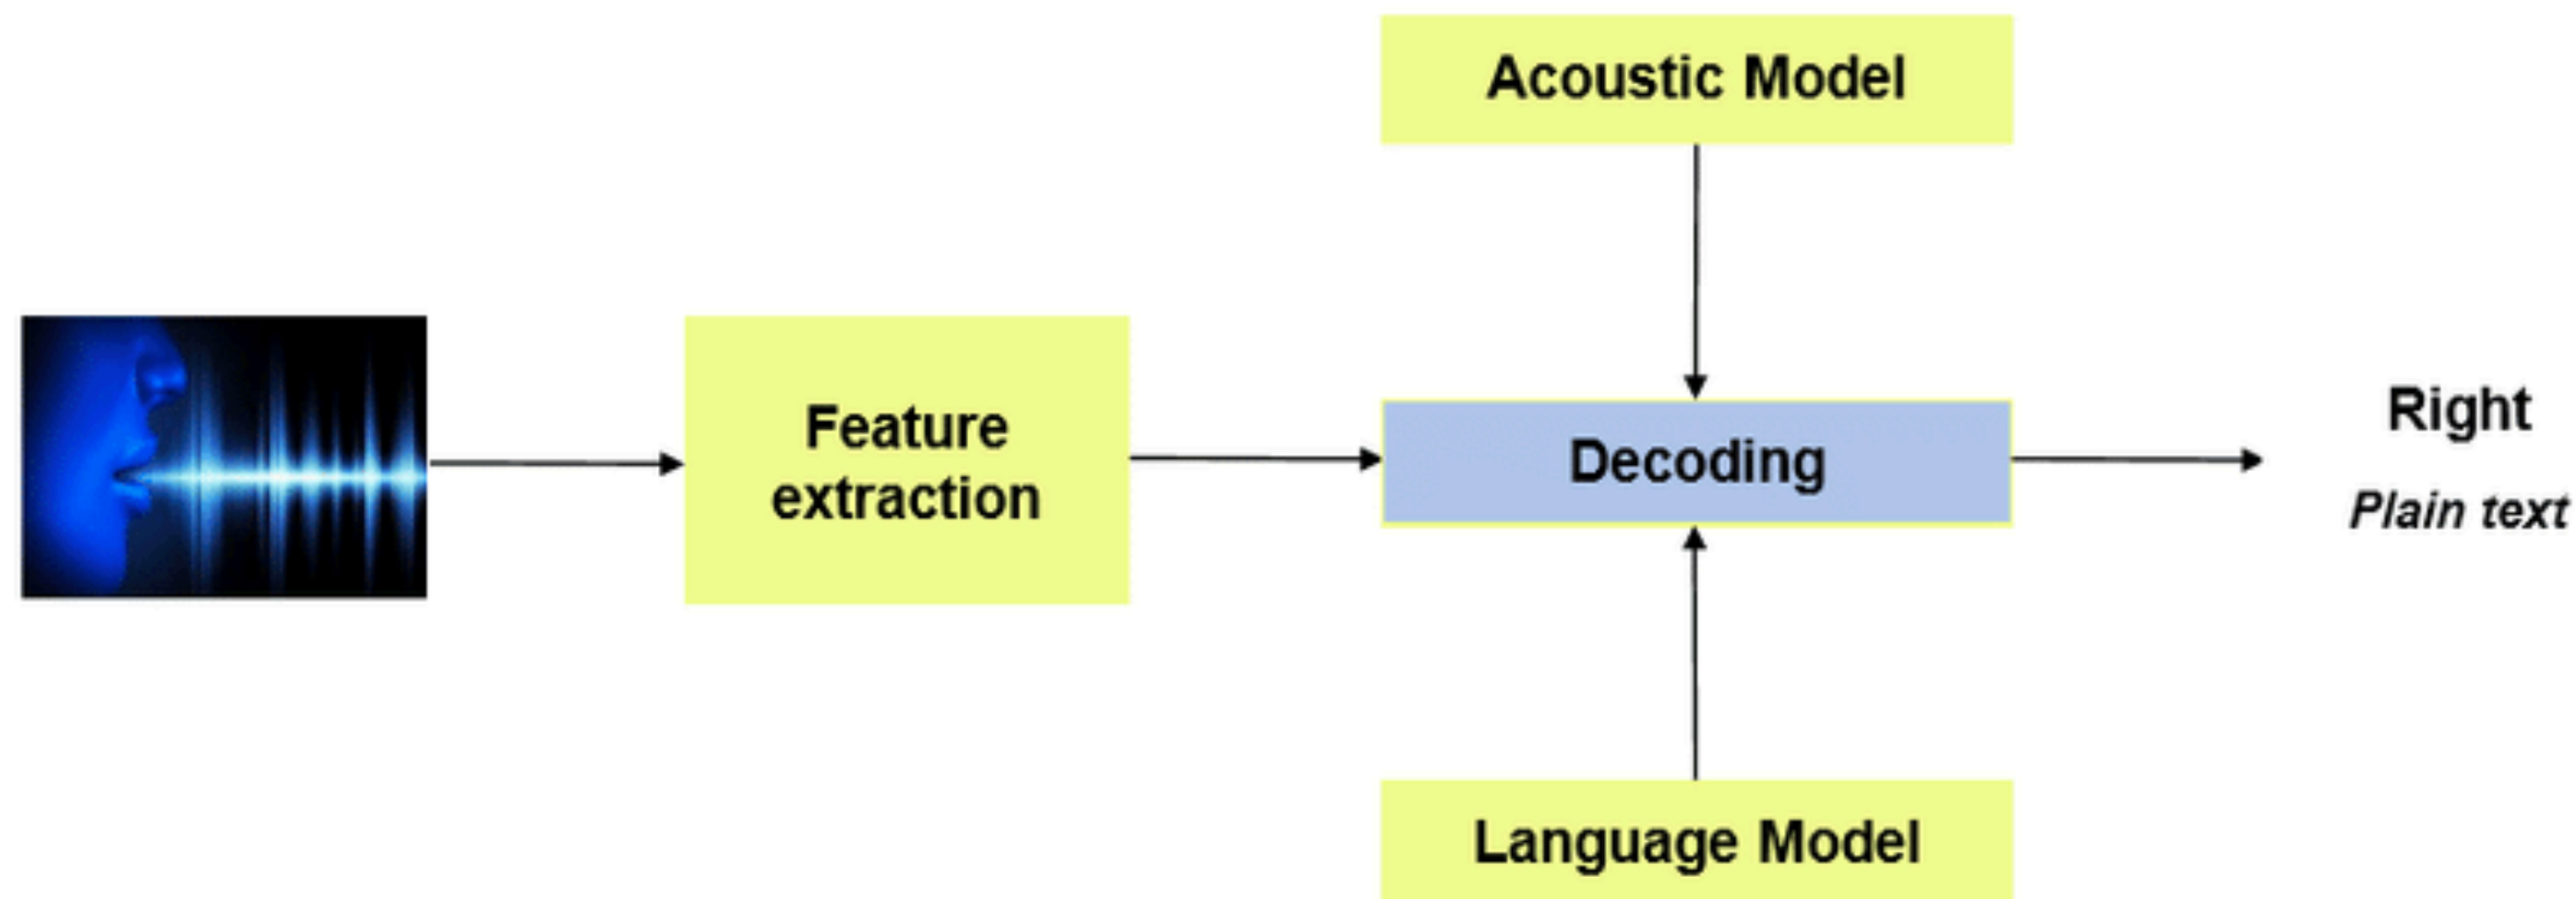 Acoustic Model
Feature
extraction
Decoding
Right
Plain text
Language Model